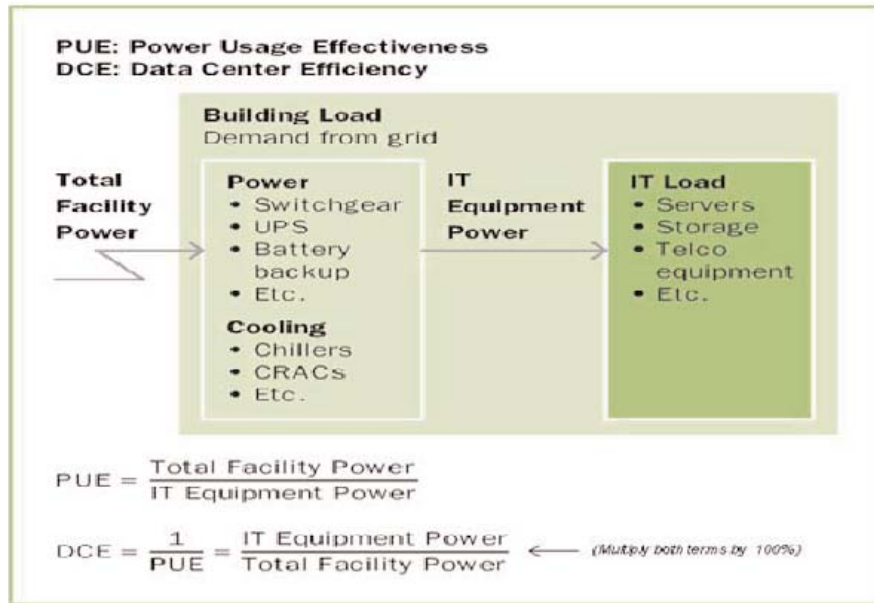 PUE: Power Usage Effectiveness
DCE: Data Center Efficiency
Building Load
Demand from grid
Total
Facility
Power
Power
• Switchgear
• UPS
• Battery
backup
• Etc.
Cooling
• Chillers
• CRACs
• Etc.
IT
Equipment
Power
IT Load
• Servers
• Storage
• Telco
equipment
• Etc.
PUE = Total Facility Power
IT Equipment Power
DCE = 1 = IT Equipment Power
PUE Total Facility Power
(Multiply both terms by 100%)